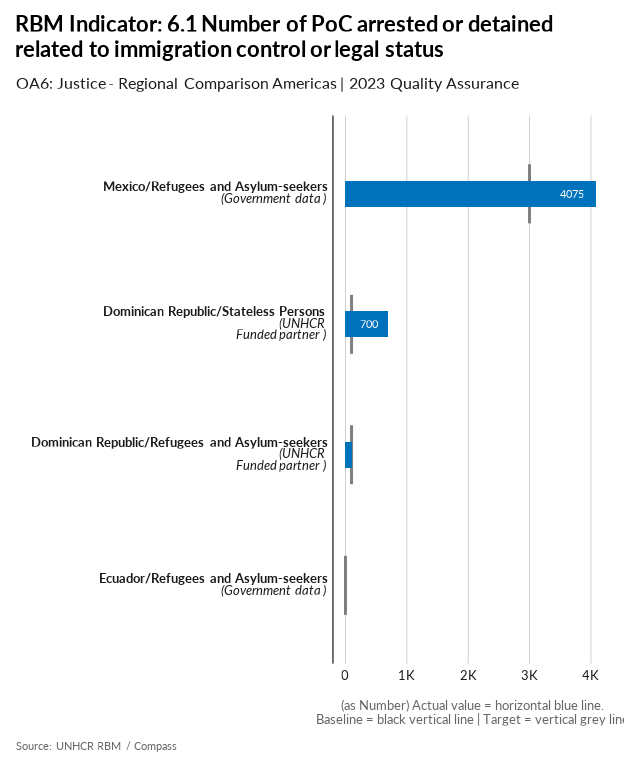 RBM Indicator: 6.1 Number of PoC arrested or detained
related to immigration control or legal status
OA6: Justice - Regional Comparison Americas | 2023 Quality Assurance
Mexico/Refugees and Asylum-seekers
(Government data )
4075
Dominican Republic/Stateless Persons
(UNHCR
Funded partner )
700
Dominican Republic/Refugees and Asylum-seekers
(UNHCR
Funded partner )
Ecuador/Refugees and Asylum-seekers
(Government data )
0 1K 2K 3K 4K
(as Number) Actual value = horizontal blue line.
Baseline = black vertical line | Target = vertical grey line
Source: UNHCR RBM / Compass